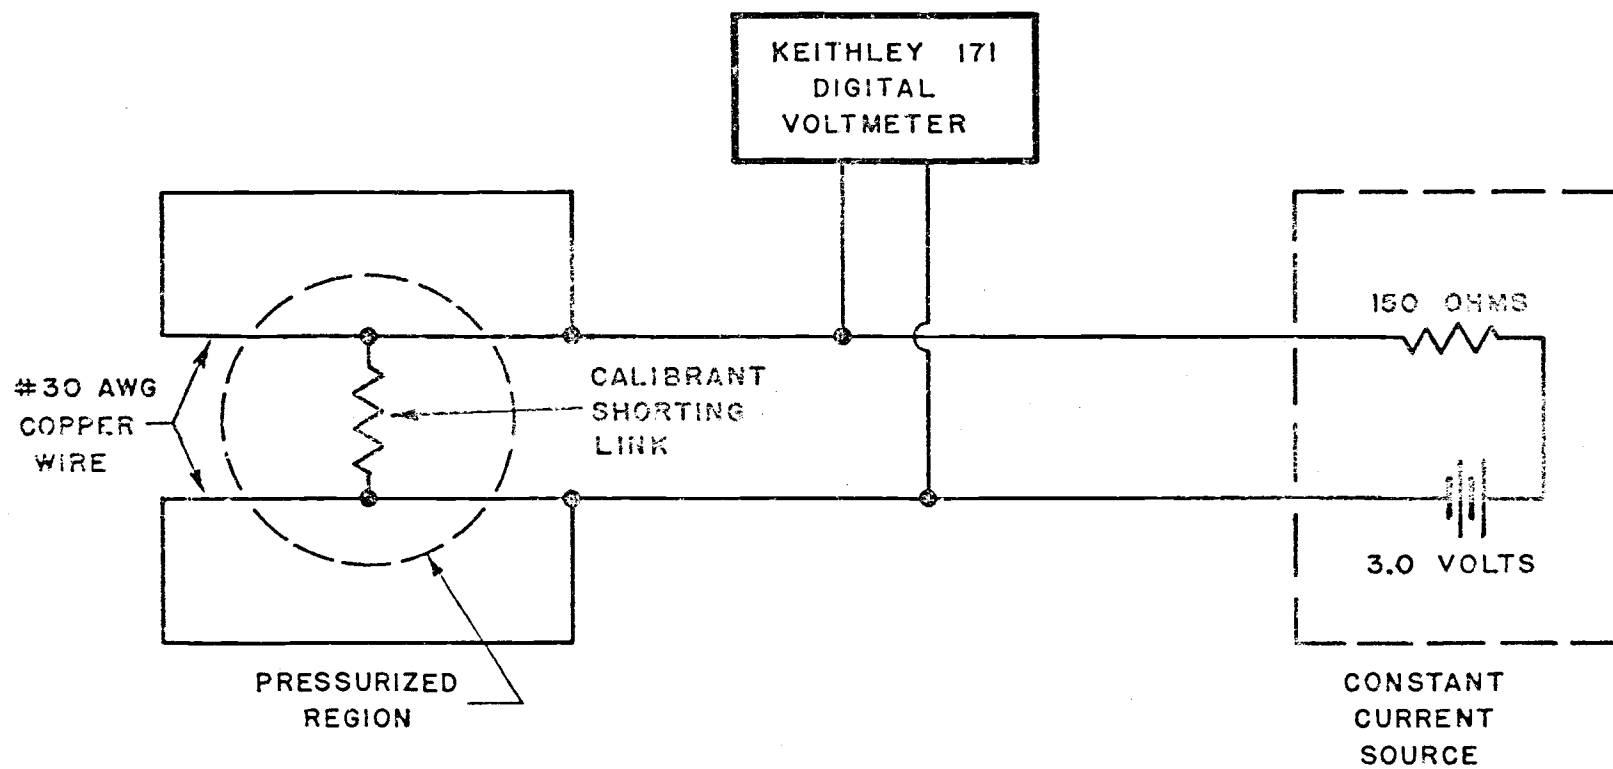 KEITHLEY 171
DIGITAL
VOLTMETER
150 OHMS
#30 AWG
COPPER
WIRE
CALIBRANT
SHORTING
LINK
3.0 VOLTS
PRESSURIZED
REGION
CONSTANT
CURRENT
SOURCE